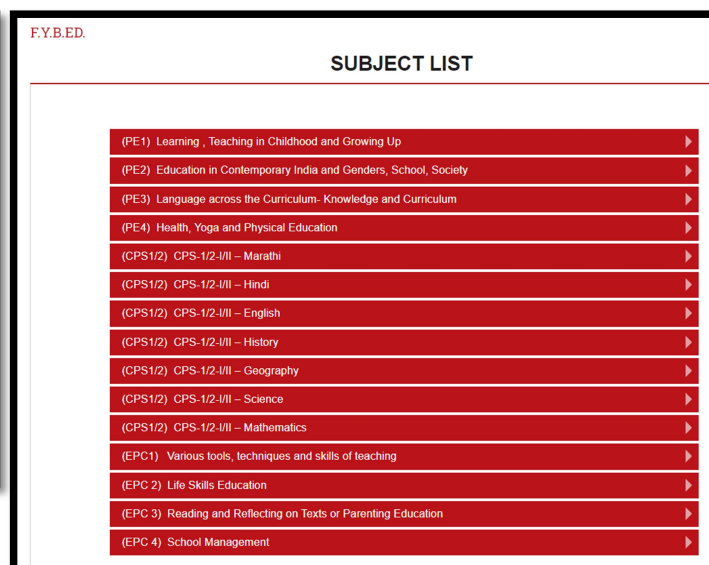 F.Y.B.ED.
SUBJECT LIST
(PE1) Learning , Teaching in Childhood and Growing Up
(PE2) Education in Contemporary India and Genders, School, Society
(PE3) Language across the Curriculum- Knowledge and Curriculum
(PE4) Health, Yoga and Physical Education
(CPS1/2) CPS-1/2-I/II – Marathi
(CPS1/2) CPS-1/2-I/II – Hindi
(CPS1/2) CPS-1/2-I/II – English
(CPS1/2) CPS-1/2-I/II – History
(CPS1/2) CPS-1/2-I/II – Geography
(CPS1/2) CPS-1/2-I/II – Science
(CPS1/2) CPS-1/2-I/II – Mathematics
(EPC1) Various tools, techniques and skills of teaching
(EPC 2) Life Skills Education
(EPC 3) Reading and Reflecting on Texts or Parenting Education
(EPC 4) School Management